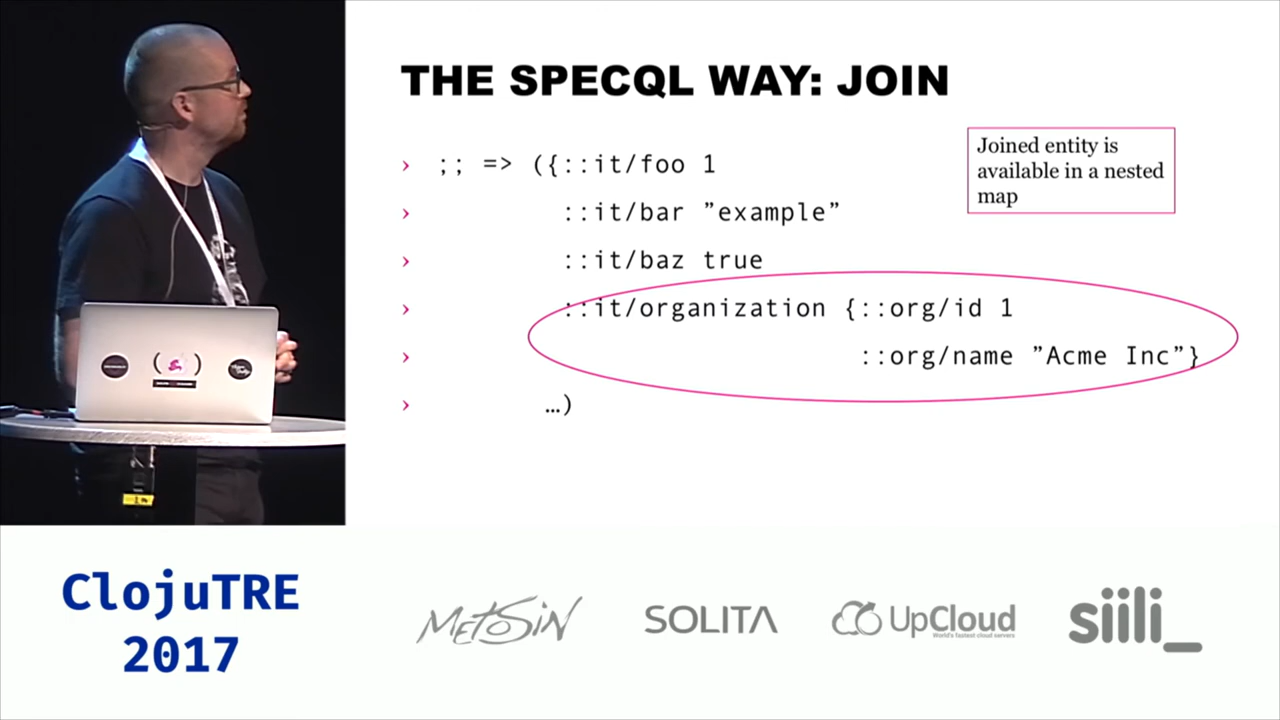 THE SPECQL WAY: JOIN
› ;; => ({::it/foo 1
› ::it/bar ”example”
› ::it/baz true
› ::it/organization {::org/id 1
› ::org/name ”Acme Inc”}
› …)
Joined entity is
available in a nested
map
ClojuTRE
2017
METOSIN
SOLITA
UpCloud
World's fastest cloud servers
siili_